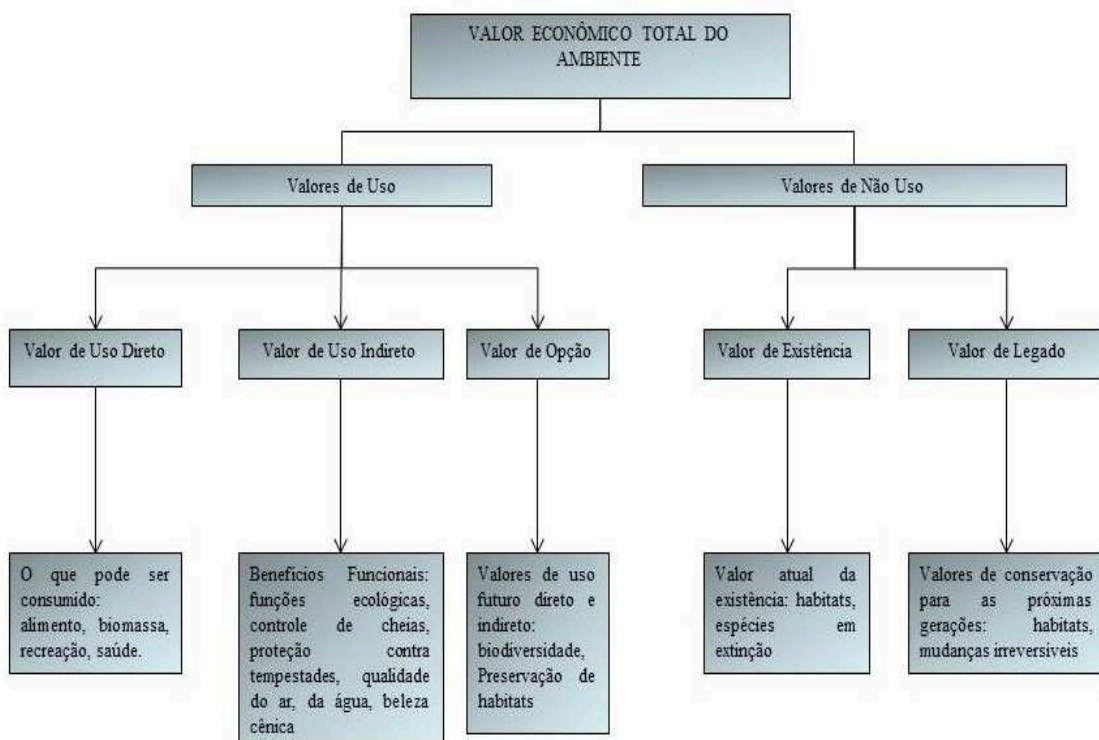 VALOR ECONÔMICO TOTAL DO
AMBIENTE
Valores de Uso
Valores de Não Uso
Valor de Uso Direto
Valor de Uso Indireto
Valor de Opção
Valor de Existência
Valor de Legado
O que pode ser
consumido:
alimento, biomassa,
recreação, saúde.
Benefícios Funcionais:
funções ecológicas,
controle de cheias,
proteção contra
tempestades, qualidade
do ar, da água, beleza
cênica
Valores de uso
futuro direto e
indireto:
biodiversidade,
Preservação de
habitats
Valor atual da
existência: habitats,
espécies em
extinção
Valores de conservação
para as próximas
gerações: habitats,
mudanças irreversiveis